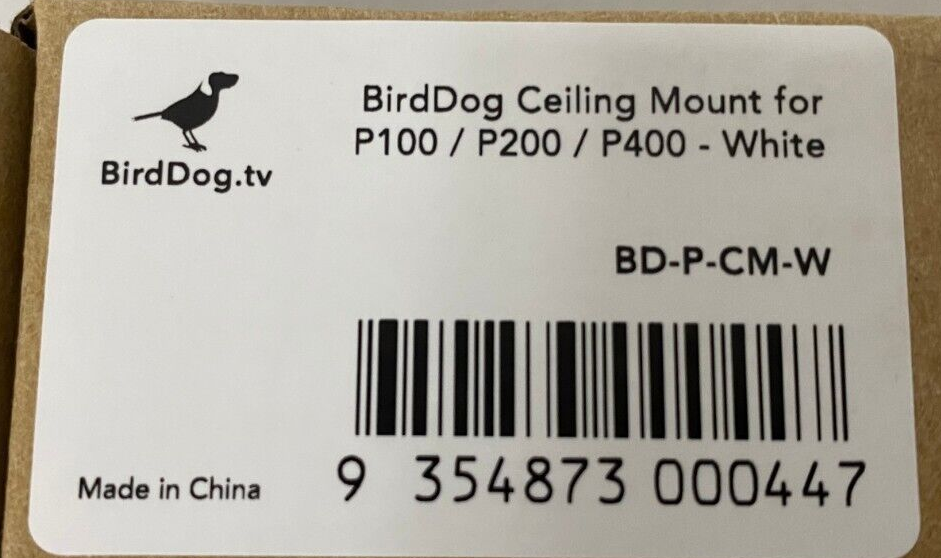 BirdDog.tv
BirdDog Ceiling Mount for
P100 / P200 / P400 - White
BD-P-CM-W
Made in China
9 354873 000447